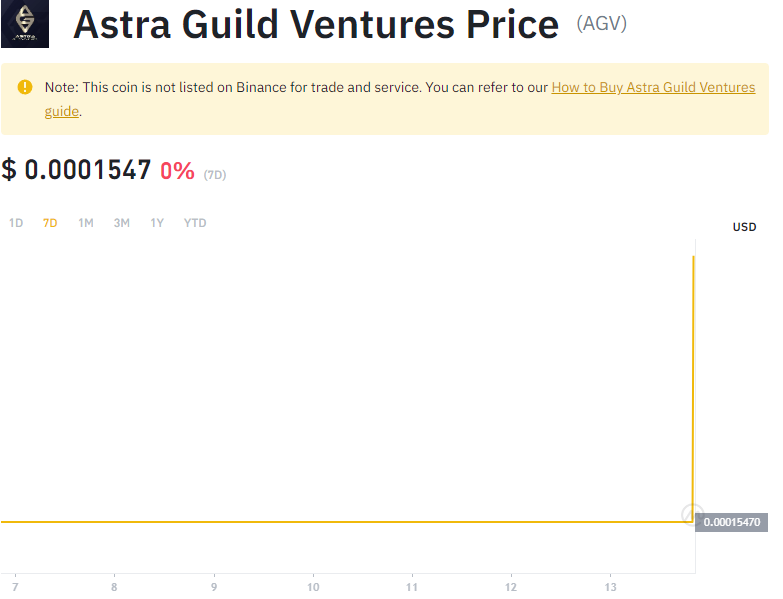 Astra Guild Ventures Price (AGV)
Note: This coin is not listed on Binance for trade and service. You can refer to our How to Buy Astra Guild Ventures
guide.
$ 0.0001547 0% (7D)
1D 7D 1M 3M 1Y YTD
USD
0.00015470
7 8 9 10 11 12 13